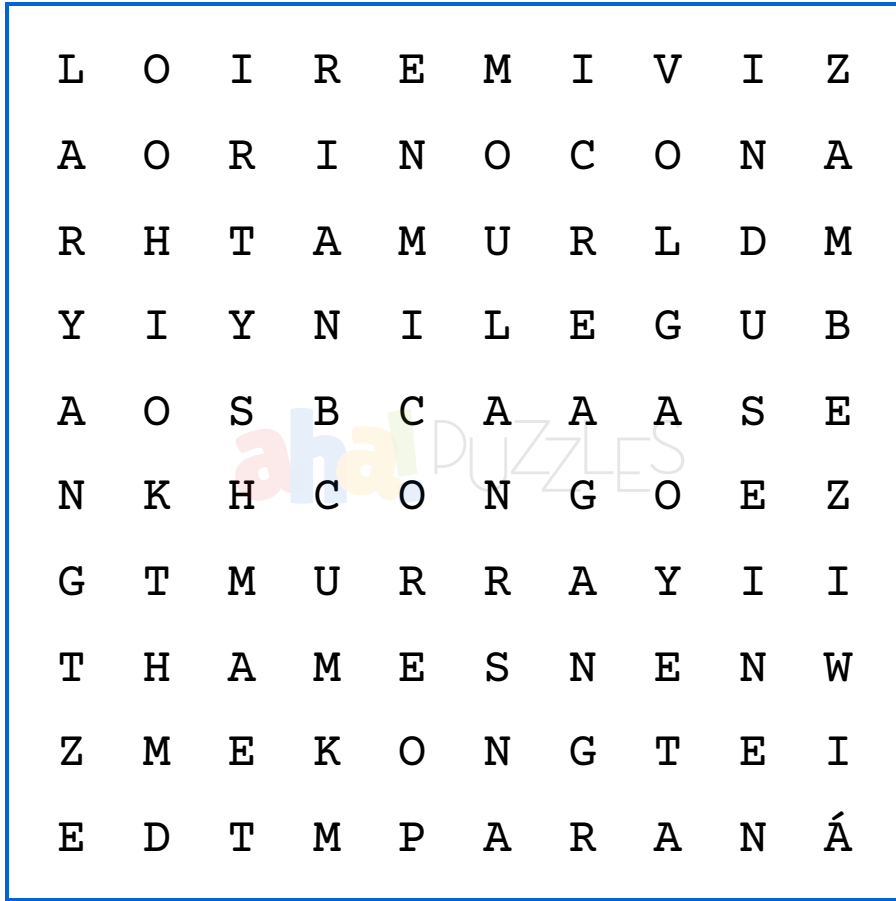 L O I R E M I V I Z
A O R I N O C O N A
R H T A M U R L D M
Y I Y N I L E G U B
A O S B C A A A S E
aha! PUZZLES
N K H C O N G O E Z
G T M U R R A Y I I
T H A M E S N E N W
Z M E K O N G T E I
E D T M P A R A N Á